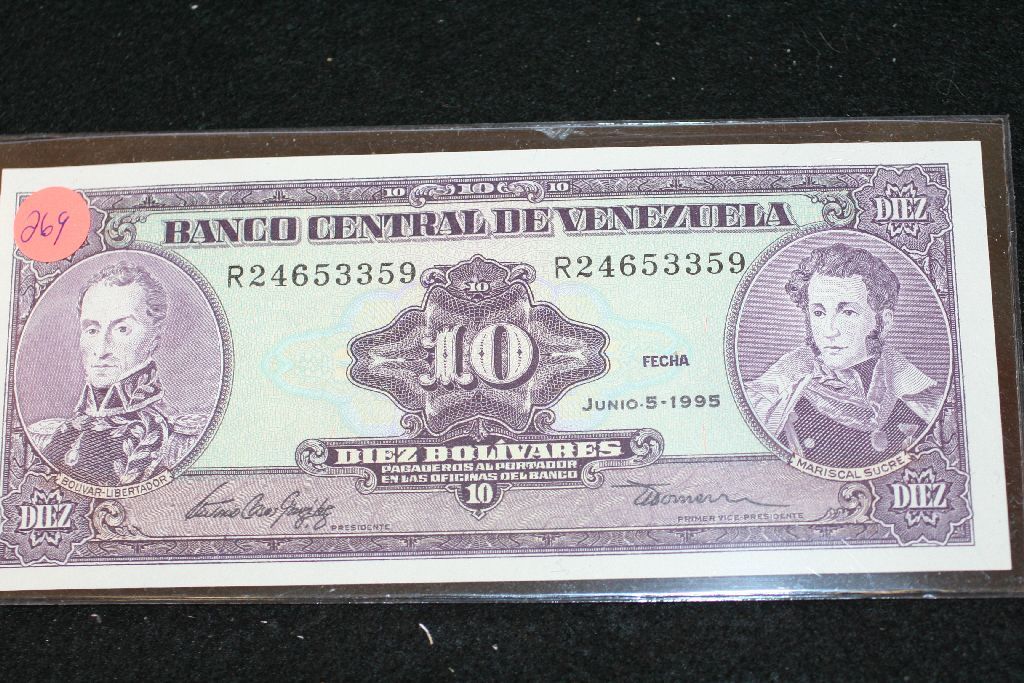 10 10 10
DIEZ
BANCO CENTRAL DE VENEZUELA
269
R24653359 R24653359
10
10
FECHA
JUNIO-5-1995
DIEZ BOLÍVARES
PAGADEROS AL PORTADOR
EN LAS OFICINAS DEL BANCO
BOLIVAR-LIBERTADOR
MARISCAL SUCRE
10
DIEZ
DIEZ
PRESIDENTE
PRIMER VICE-PRESIDENTE